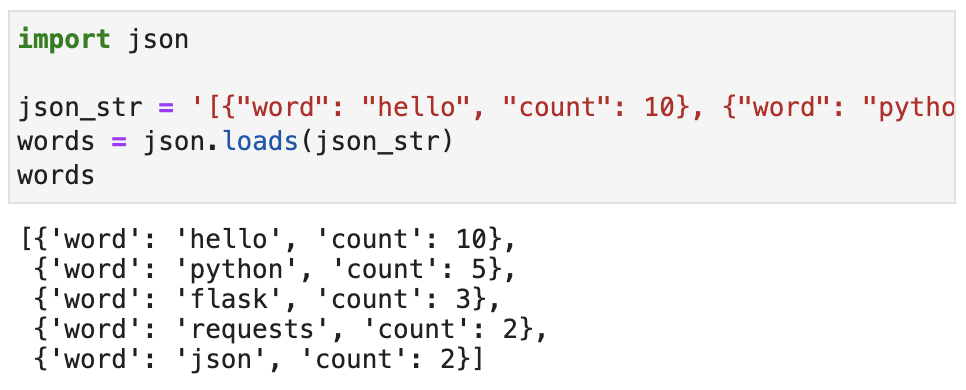 import json

json_str = '[{"word": "hello", "count": 10}, {"word": "pytho
words = json.loads(json_str)
words
[{'word': 'hello', 'count': 10},
 {'word': 'python', 'count': 5},
 {'word': 'flask', 'count': 3},
 {'word': 'requests', 'count': 2},
 {'word': 'json', 'count': 2}]